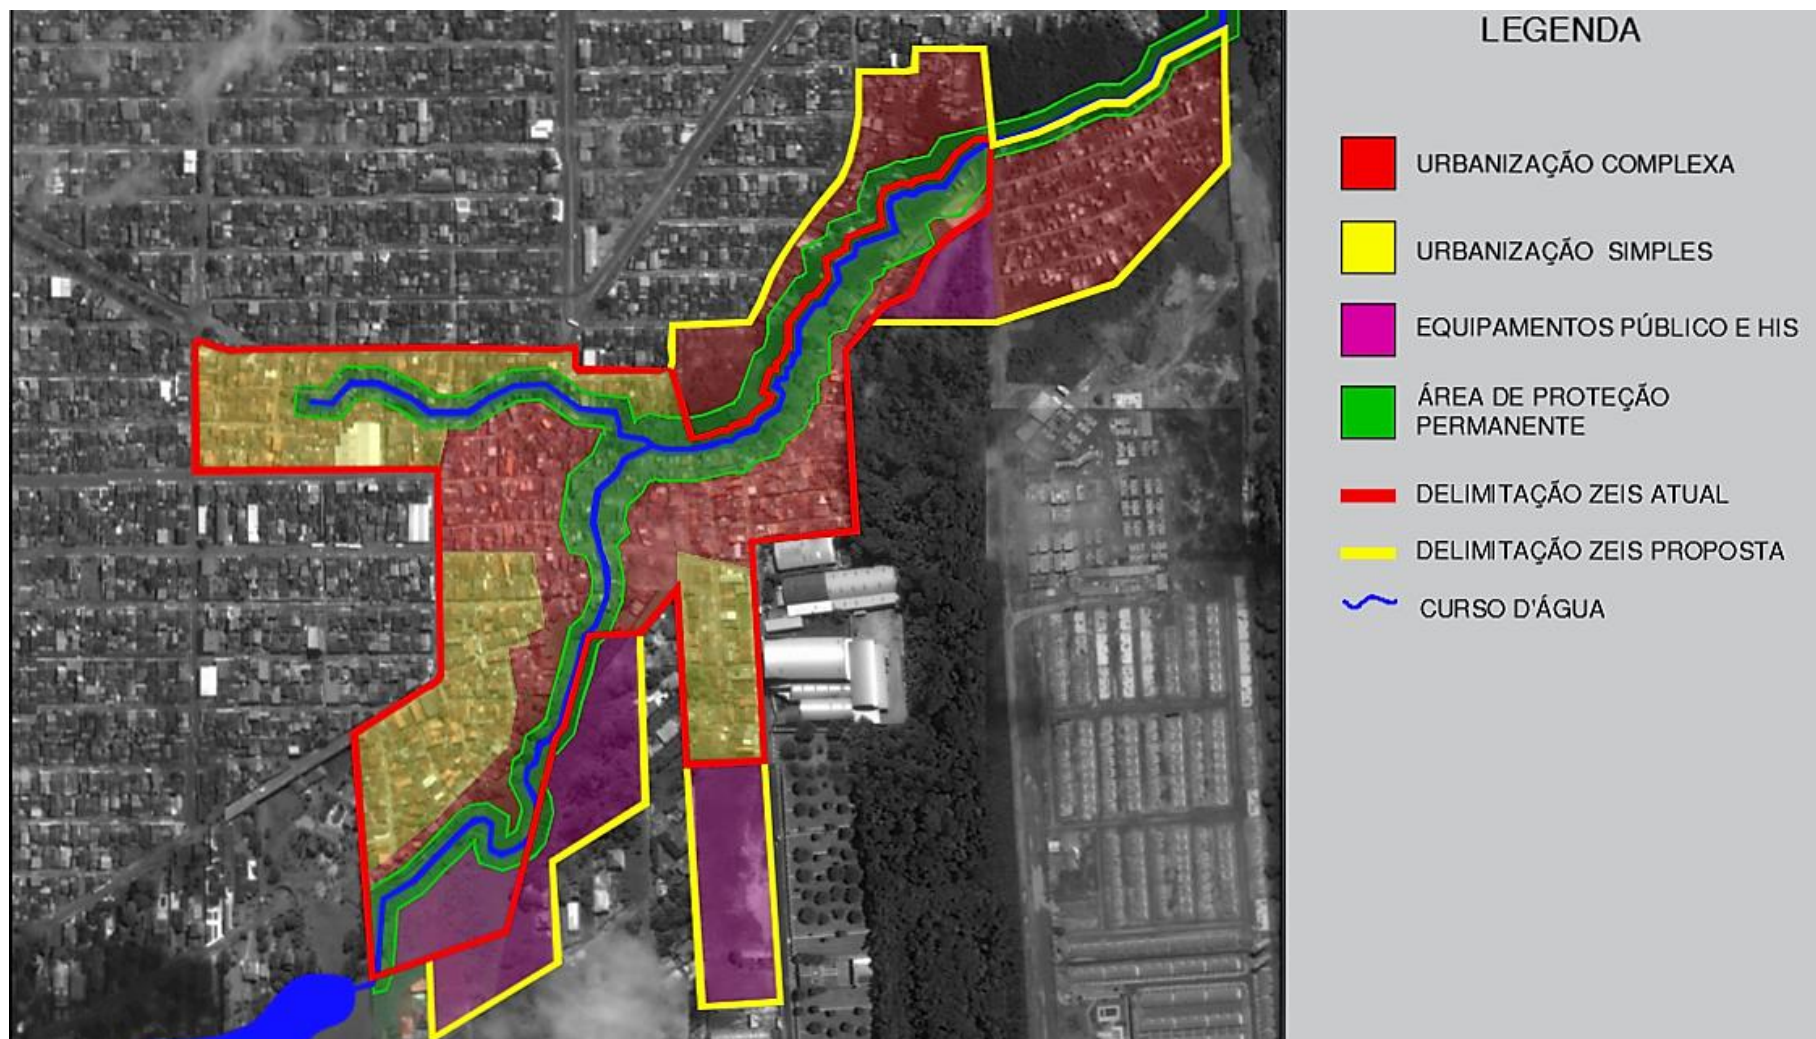 LEGENDA
URBANIZAÇÃO COMPLEXA
URBANIZAÇÃO SIMPLES
EQUIPAMENTOS PÚBLICO E HIS
ÁREA DE PROTEÇÃO
PERMANENTE
DELIMITAÇÃO ZEIS ATUAL
DELIMITAÇÃO ZEIS PROPOSTA
CURSO D'ÁGUA